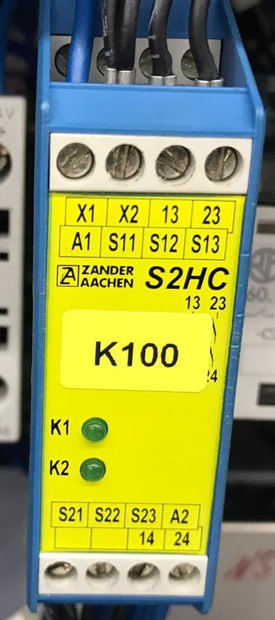 X1 X2 13 23
A1 S11 S12 S13
ZANDER
AACHEN S2HC
13 23
K100
24
K1
K2
S21 S22 S23 A2
14 24